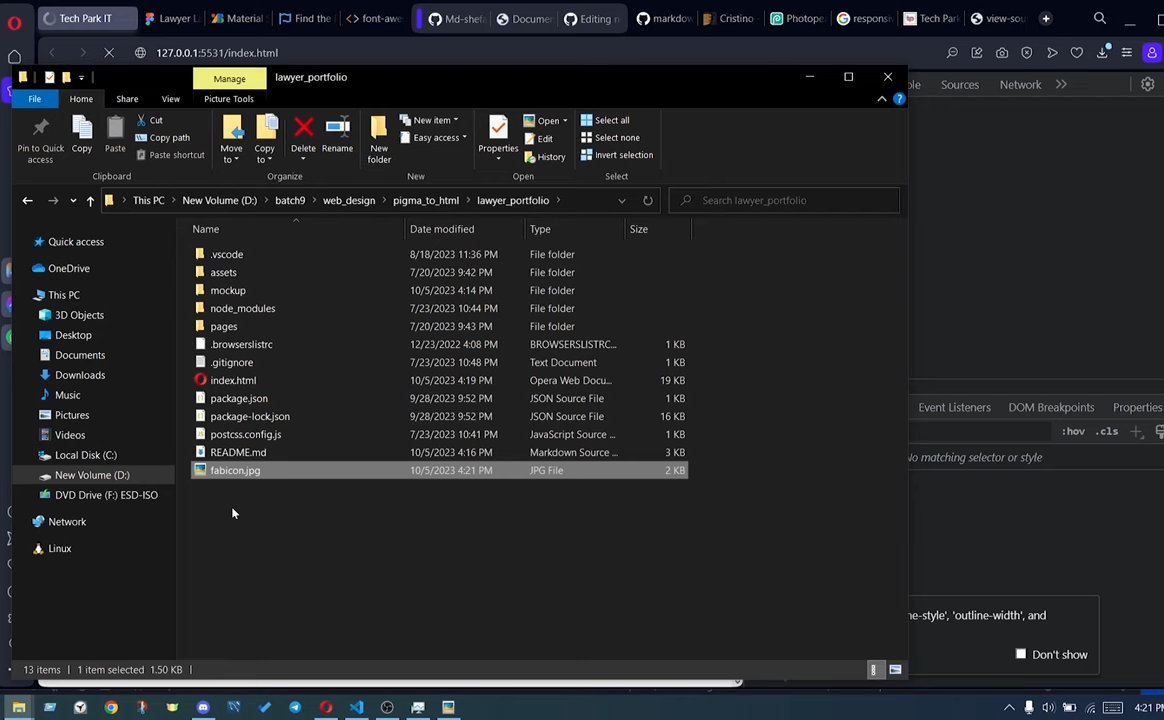 Tech Park IT
Lawyer L
Material
Find the
font-awe
Md-shef
Docume
Editing n
markdow
Cristino
Photope
responsi
Tech Park
view-sou
127.0.0.1:5531/index.html
Manage
lawyer_portfolio
File
Home
Share
View
Picture Tools
Sources
Network
Pin to Quick access
Copy
Paste
Cut
Copy path
Paste shortcut
Clipboard
Move to
Copy to
Delete
Rename
Organize
New folder
New item
Easy access
New
Properties
Open
Edit
History
Open
Select all
Select none
Invert selection
Select
This PC
New Volume (D:)
batch9
web_design
pigma_to_html
lawyer_portfolio
Search lawyer_portfolio
Name
Date modified
Type
Size
.vscode 8/18/2023 11:36 PM File folder
assets 7/20/2023 9:42 PM File folder
mockup 10/5/2023 4:14 PM File folder
node_modules 7/23/2023 10:44 PM File folder
pages 7/20/2023 9:43 PM File folder
.browserslistrc 12/23/2022 4:08 PM BROWSERSLISTRC... 1 KB
.gitignore 7/23/2023 10:48 PM Text Document 1 KB
index.html 10/5/2023 4:19 PM Opera Web Docu... 19 KB
package.json 9/28/2023 9:52 PM JSON Source File 1 KB
package-lock.json 9/28/2023 9:52 PM JSON Source File 16 KB
postcss.config.js 7/23/2023 10:41 PM JavaScript Source ... 1 KB
README.md 10/5/2023 4:16 PM Markdown Source ... 3 KB
fabicon.jpg 10/5/2023 4:21 PM JPG File 2 KB
Quick access
OneDrive
This PC
3D Objects
Desktop
Documents
Downloads
Music
Pictures
Videos
Local Disk (C:)
New Volume (D:)
DVD Drive (F:) ESD-ISO
Network
Linux
Event Listeners
DOM Breakpoints
Properties
:hov
.cls
No matching selector or style
ne-style', 'outline-width', and
Don't show
13 items
1 item selected 1.50 KB
4:21 PM